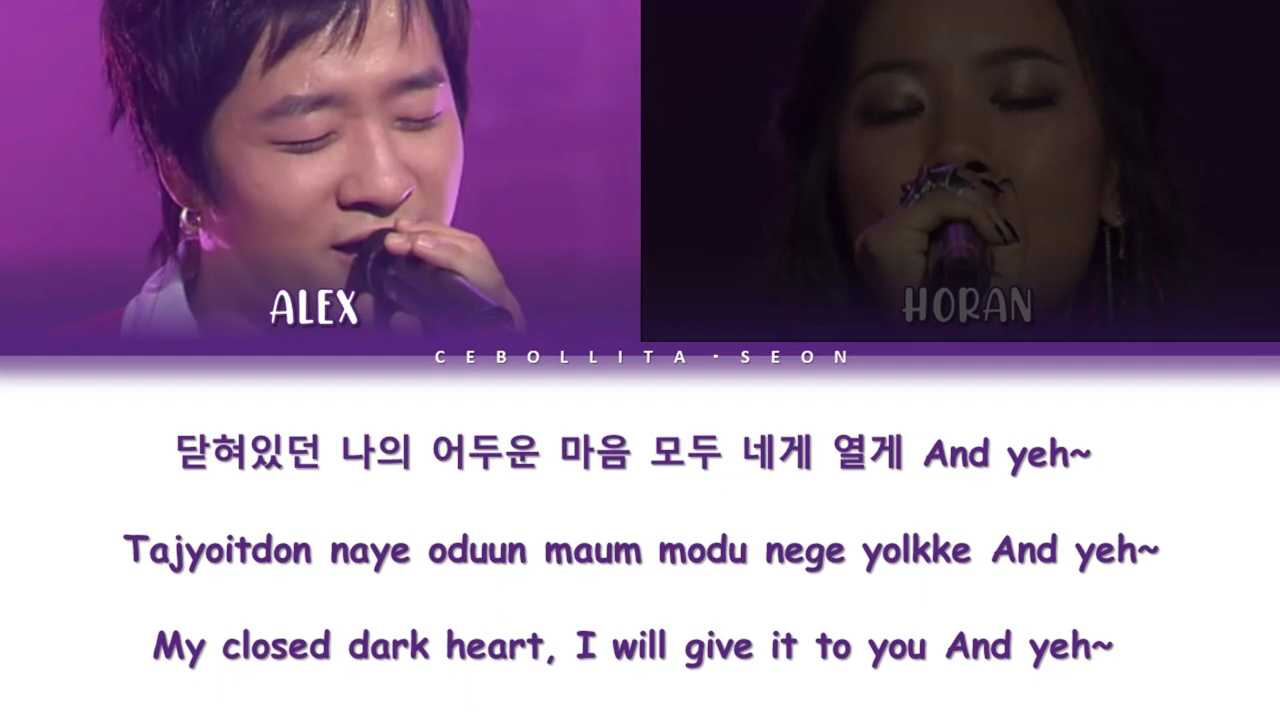 ALEX
HORAN
CEBOLLITA·SEON
닫혀있던 나의 어두운 마음 모두 네게 열게 And yeh~
Tajyoitdon naye oduun maum modu nege yolkke And yeh~
My closed dark heart, I will give it to you And yeh~